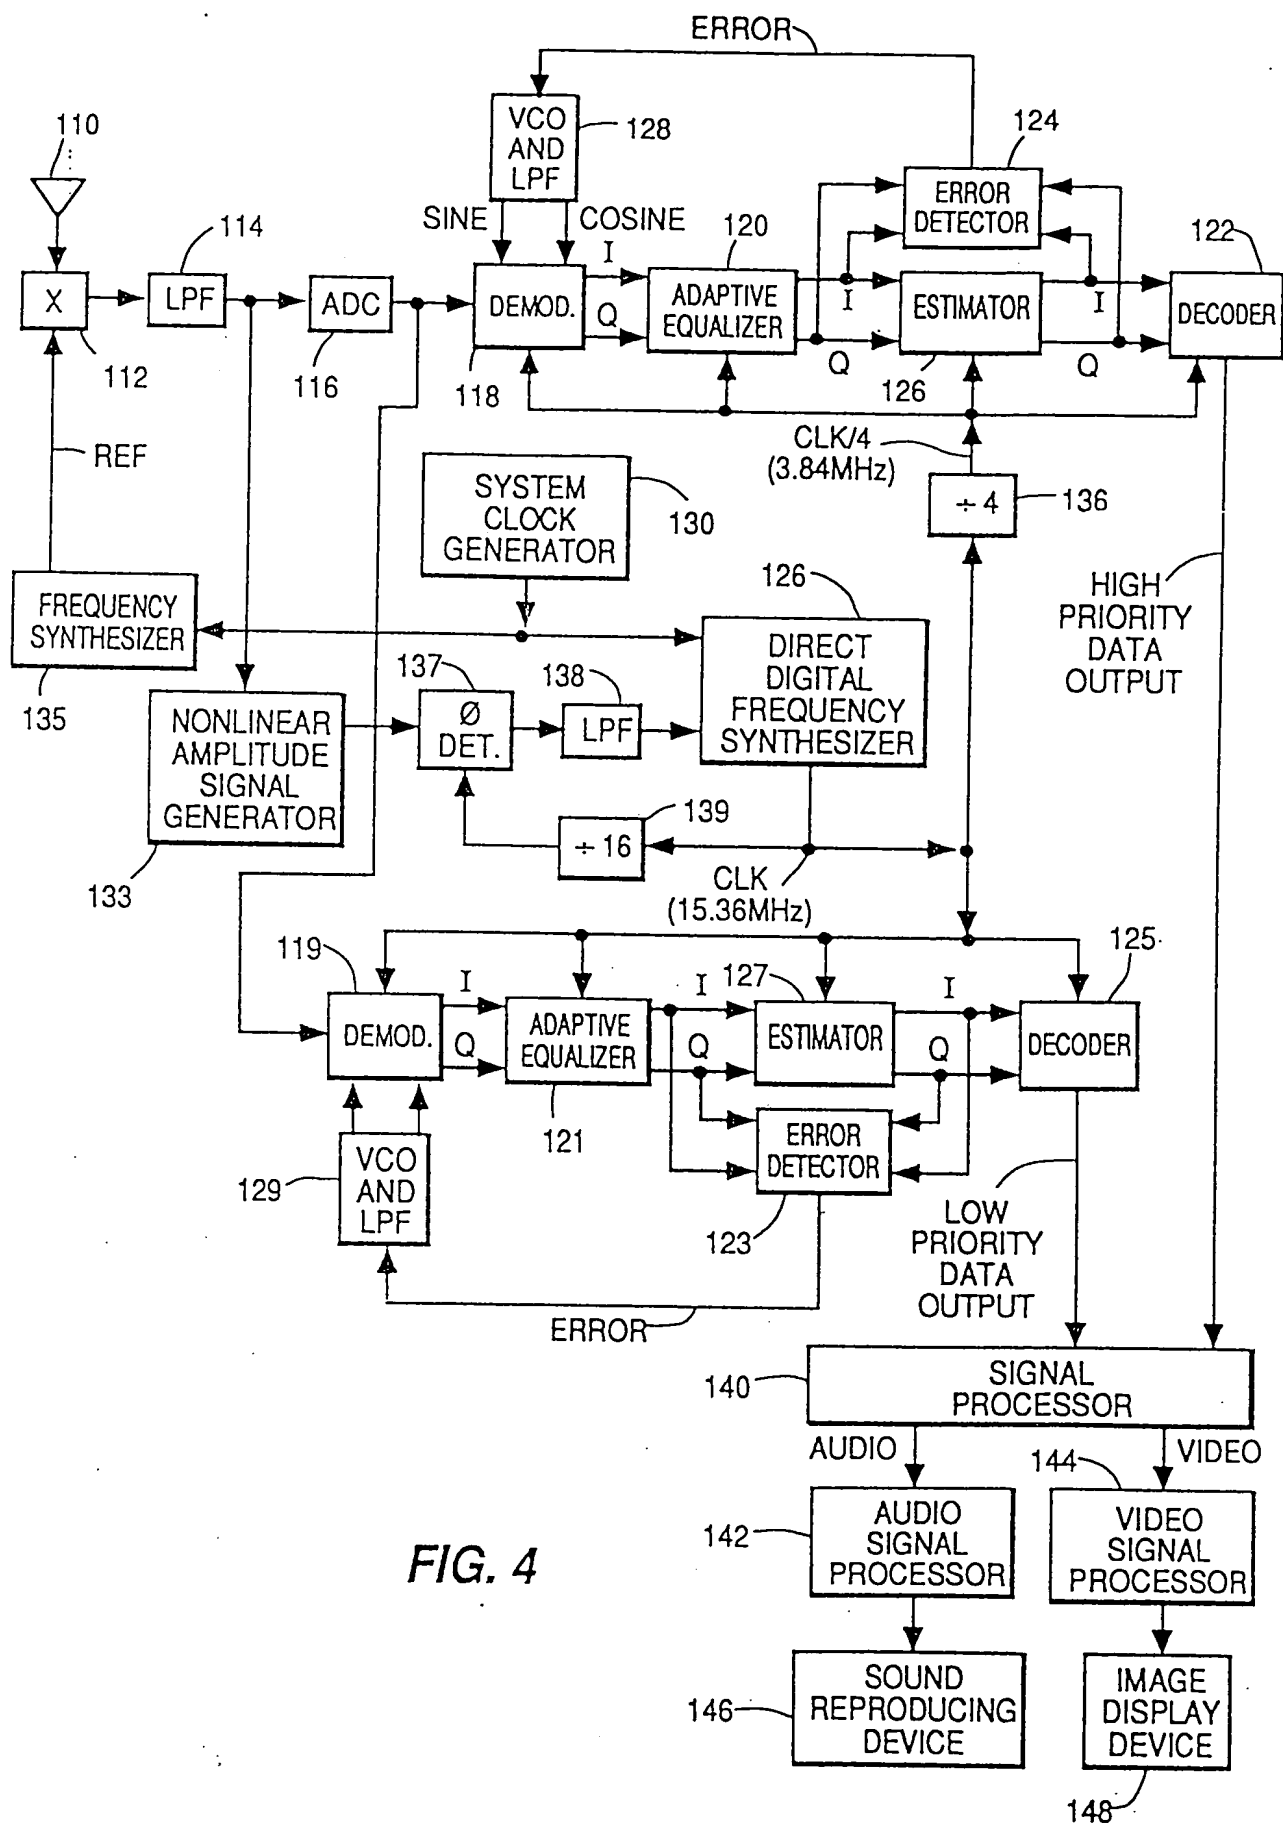 ERROR
VCO
AND
LPF
128
124
110
ERROR
DETECTOR
SINE
COSINE
114
120
122
I
X
LPF
ADC
DEMOD.
ADAPTIVE
EQUALIZER
I
ESTIMATOR
I
DECODER
Q
Q
Q
112
116
118
126
REF
CLK/4
(3.84MHz)
SYSTEM
CLOCK
GENERATOR
130
÷ 4
136
126
HIGH
PRIORITY
DATA
OUTPUT
FREQUENCY
SYNTHESIZER
DIRECT
DIGITAL
FREQUENCY
SYNTHESIZER
135
137
138
NONLINEAR
AMPLITUDE
SIGNAL
GENERATOR
Ø
DET.
LPF
139
÷ 16
133
CLK
(15.36MHz)
119
127
125
I
I
I
DEMOD.
ADAPTIVE
EQUALIZER
ESTIMATOR
DECODER
Q
Q
Q
121
ERROR
DETECTOR
VCO
AND
LPF
129
123
LOW
PRIORITY
DATA
OUTPUT
ERROR
140
SIGNAL
PROCESSOR
AUDIO
VIDEO
144
142
AUDIO
SIGNAL
PROCESSOR
VIDEO
SIGNAL
PROCESSOR
FIG. 4
146
SOUND
REPRODUCING
DEVICE
IMAGE
DISPLAY
DEVICE
148